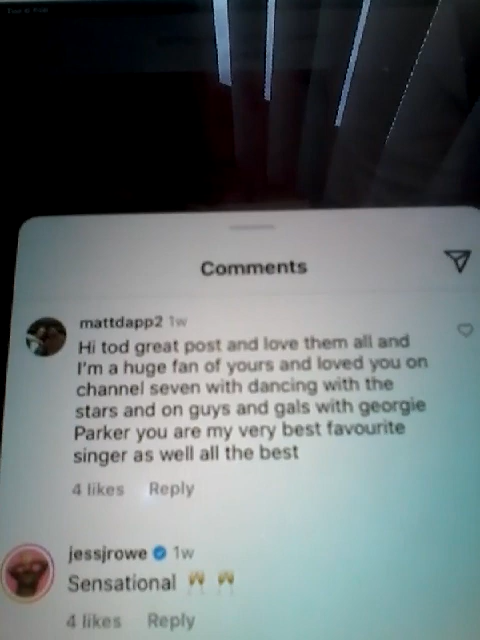 Comments
mattdapp2 1w
Hi tod great post and love them all and
I'm a huge fan of yours and loved you on
channel seven with dancing with the
stars and on guys and gals with georgie
Parker you are my very best favourite
singer as well all the best
4 likes Reply
jessjrowe 1w
Sensational 🥂 🥂
4 likes Reply